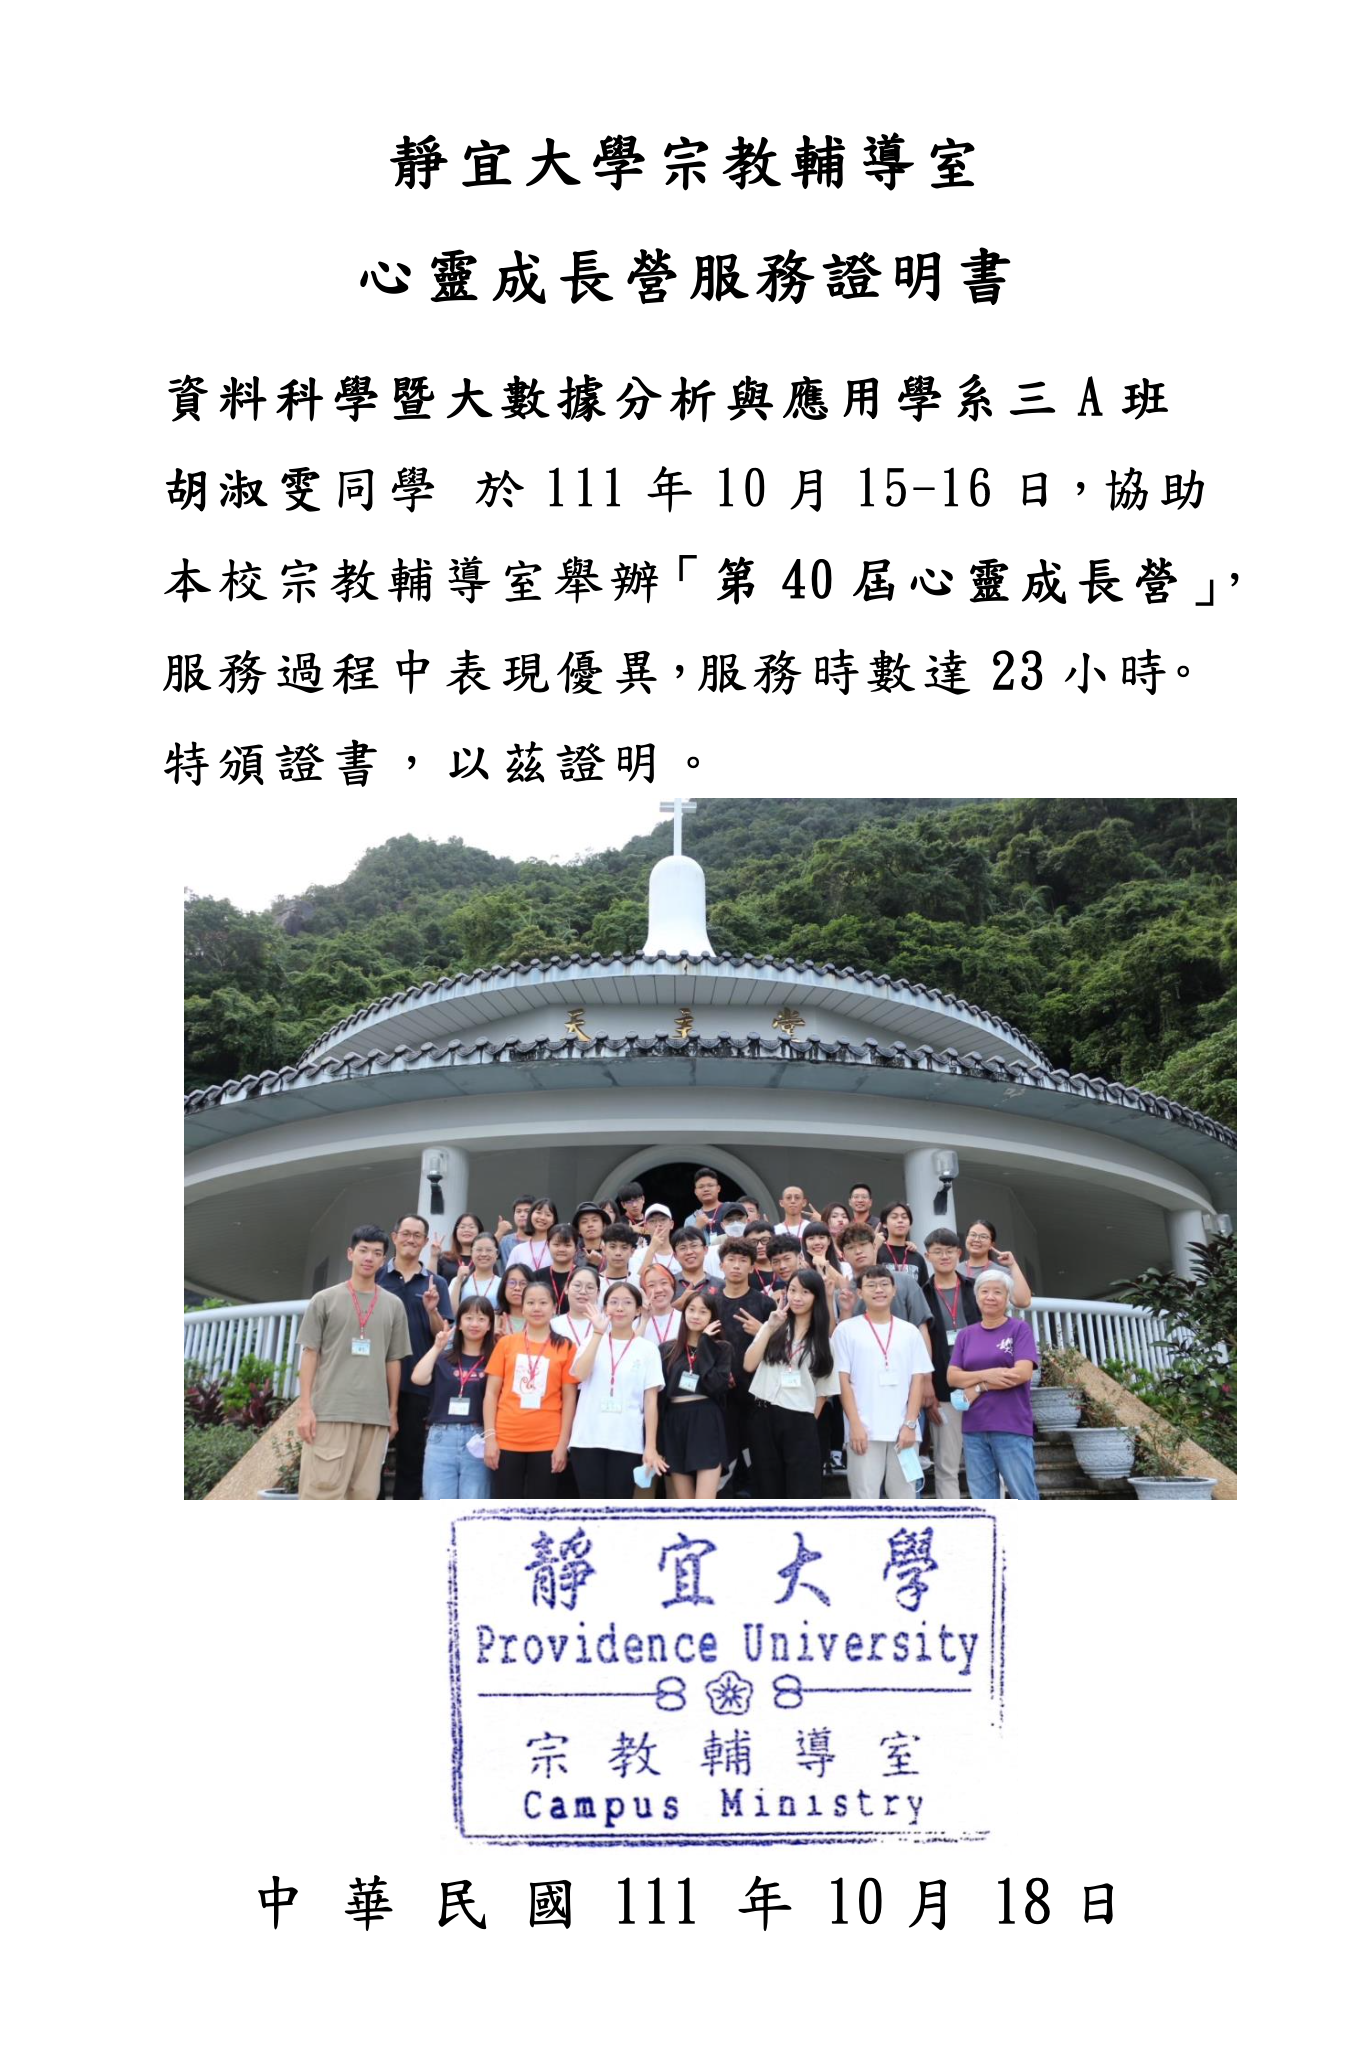 靜宜大學宗教輔導室
心靈成長營服務證明書
資料科學暨大數據分析與應用學系三A班
胡淑雯同學 於111年10月15-16日，協助
本校宗教輔導室舉辦「第40屆心靈成長營」，
服務過程中表現優異，服務時數達23小時。
特頒證書，以茲證明。
天主堂
靜宜大學
Providence University
宗教輔導室
Campus Ministry
中華民國111年10月18日